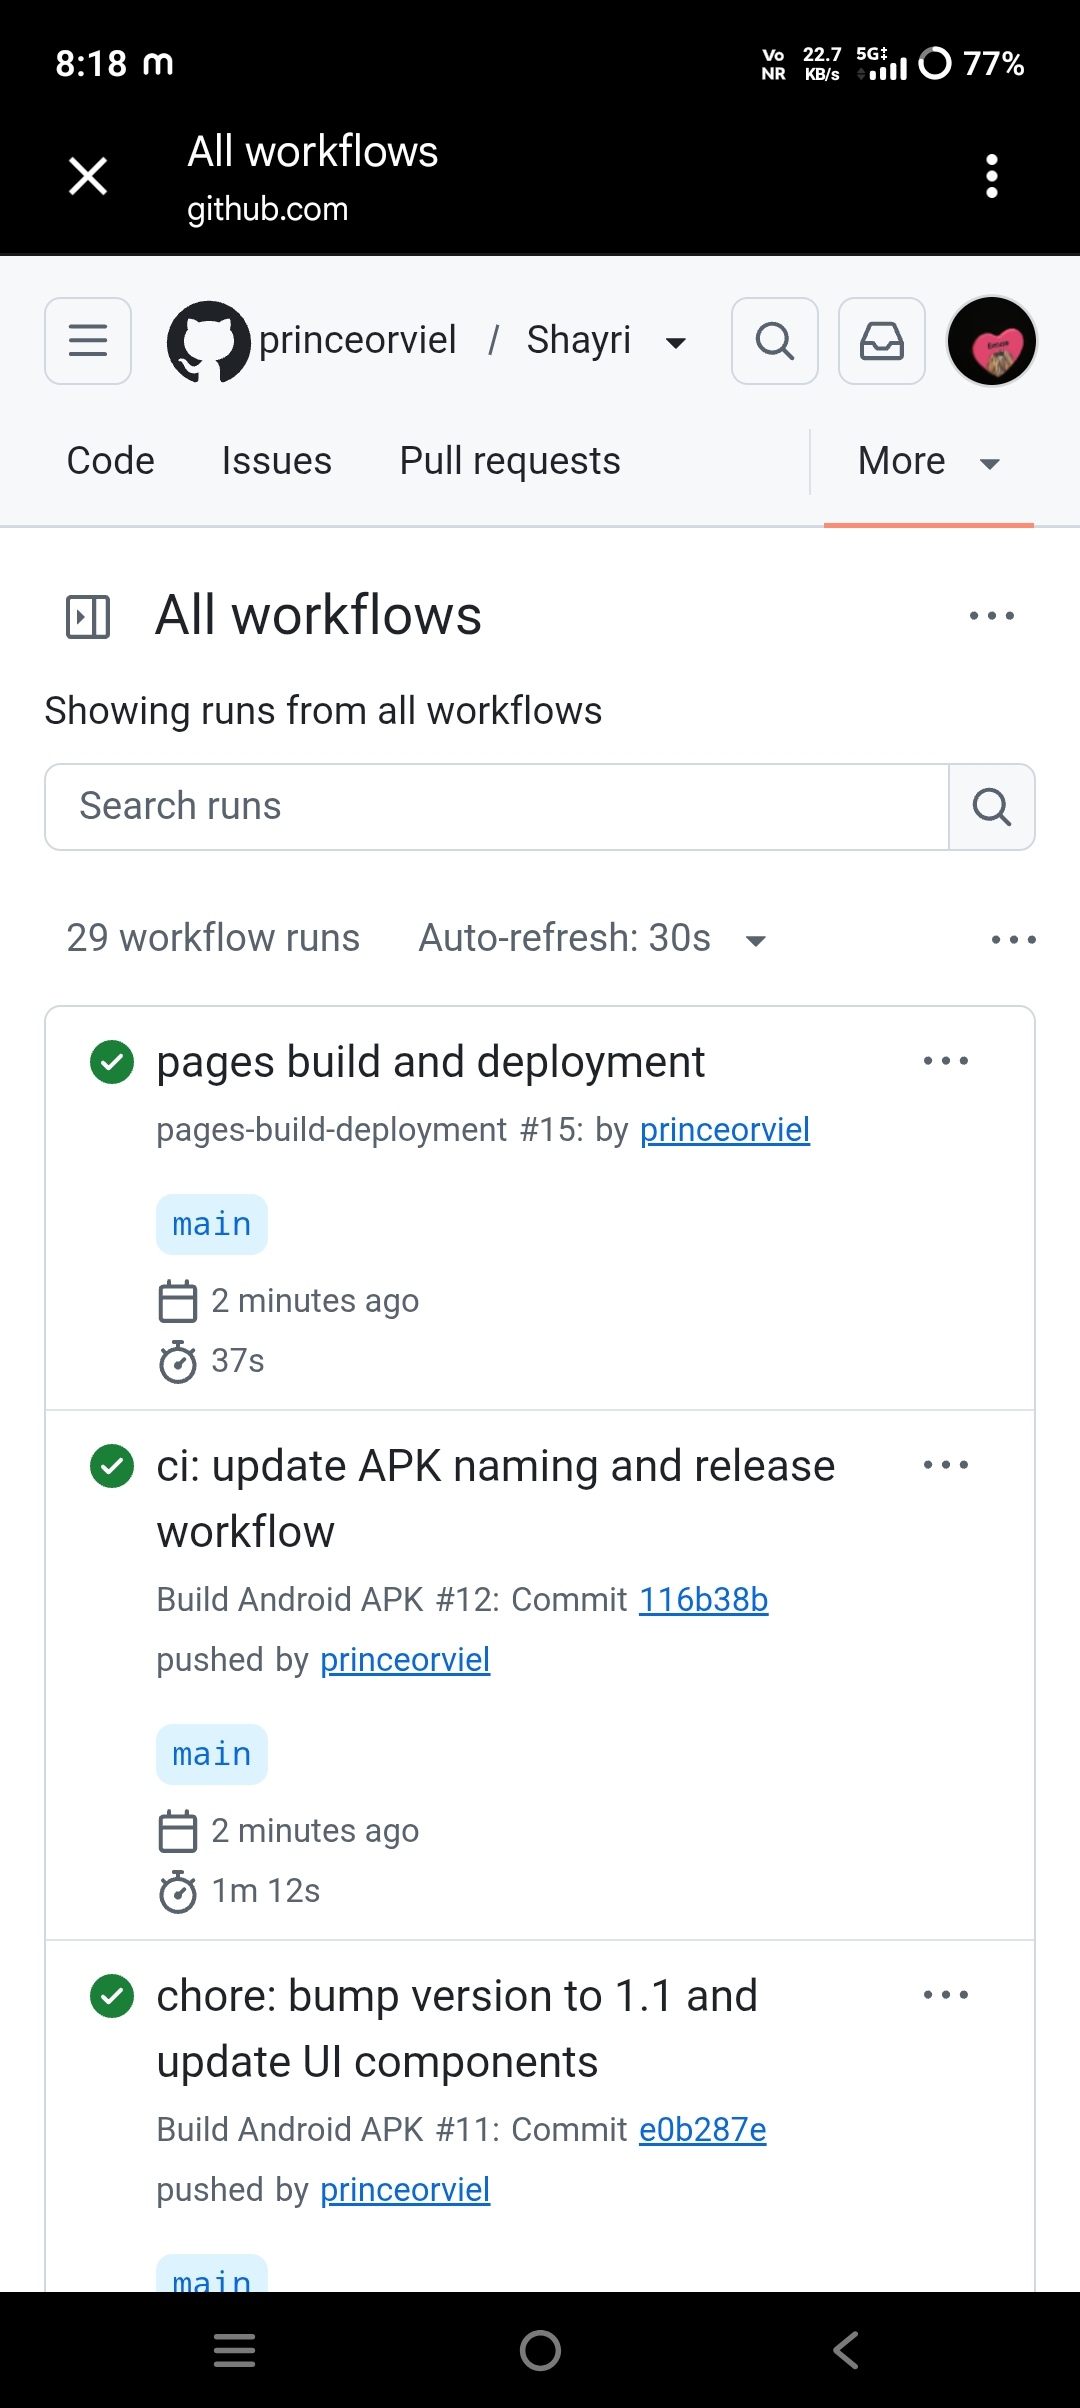 8:18 m
Vo NR 22.7 KB/s 5G‡ 77%
All workflows
github.com
princeorviel / Shayri
Code Issues Pull requests More
All workflows
Showing runs from all workflows
Search runs
29 workflow runs Auto-refresh: 30s
pages build and deployment
pages-build-deployment #15: by princeorviel
main
2 minutes ago
37s
ci: update APK naming and release
workflow
Build Android APK #12: Commit 116b38b
pushed by princeorviel
main
2 minutes ago
1m 12s
chore: bump version to 1.1 and
update UI components
Build Android APK #11: Commit e0b287e
pushed by princeorviel
main